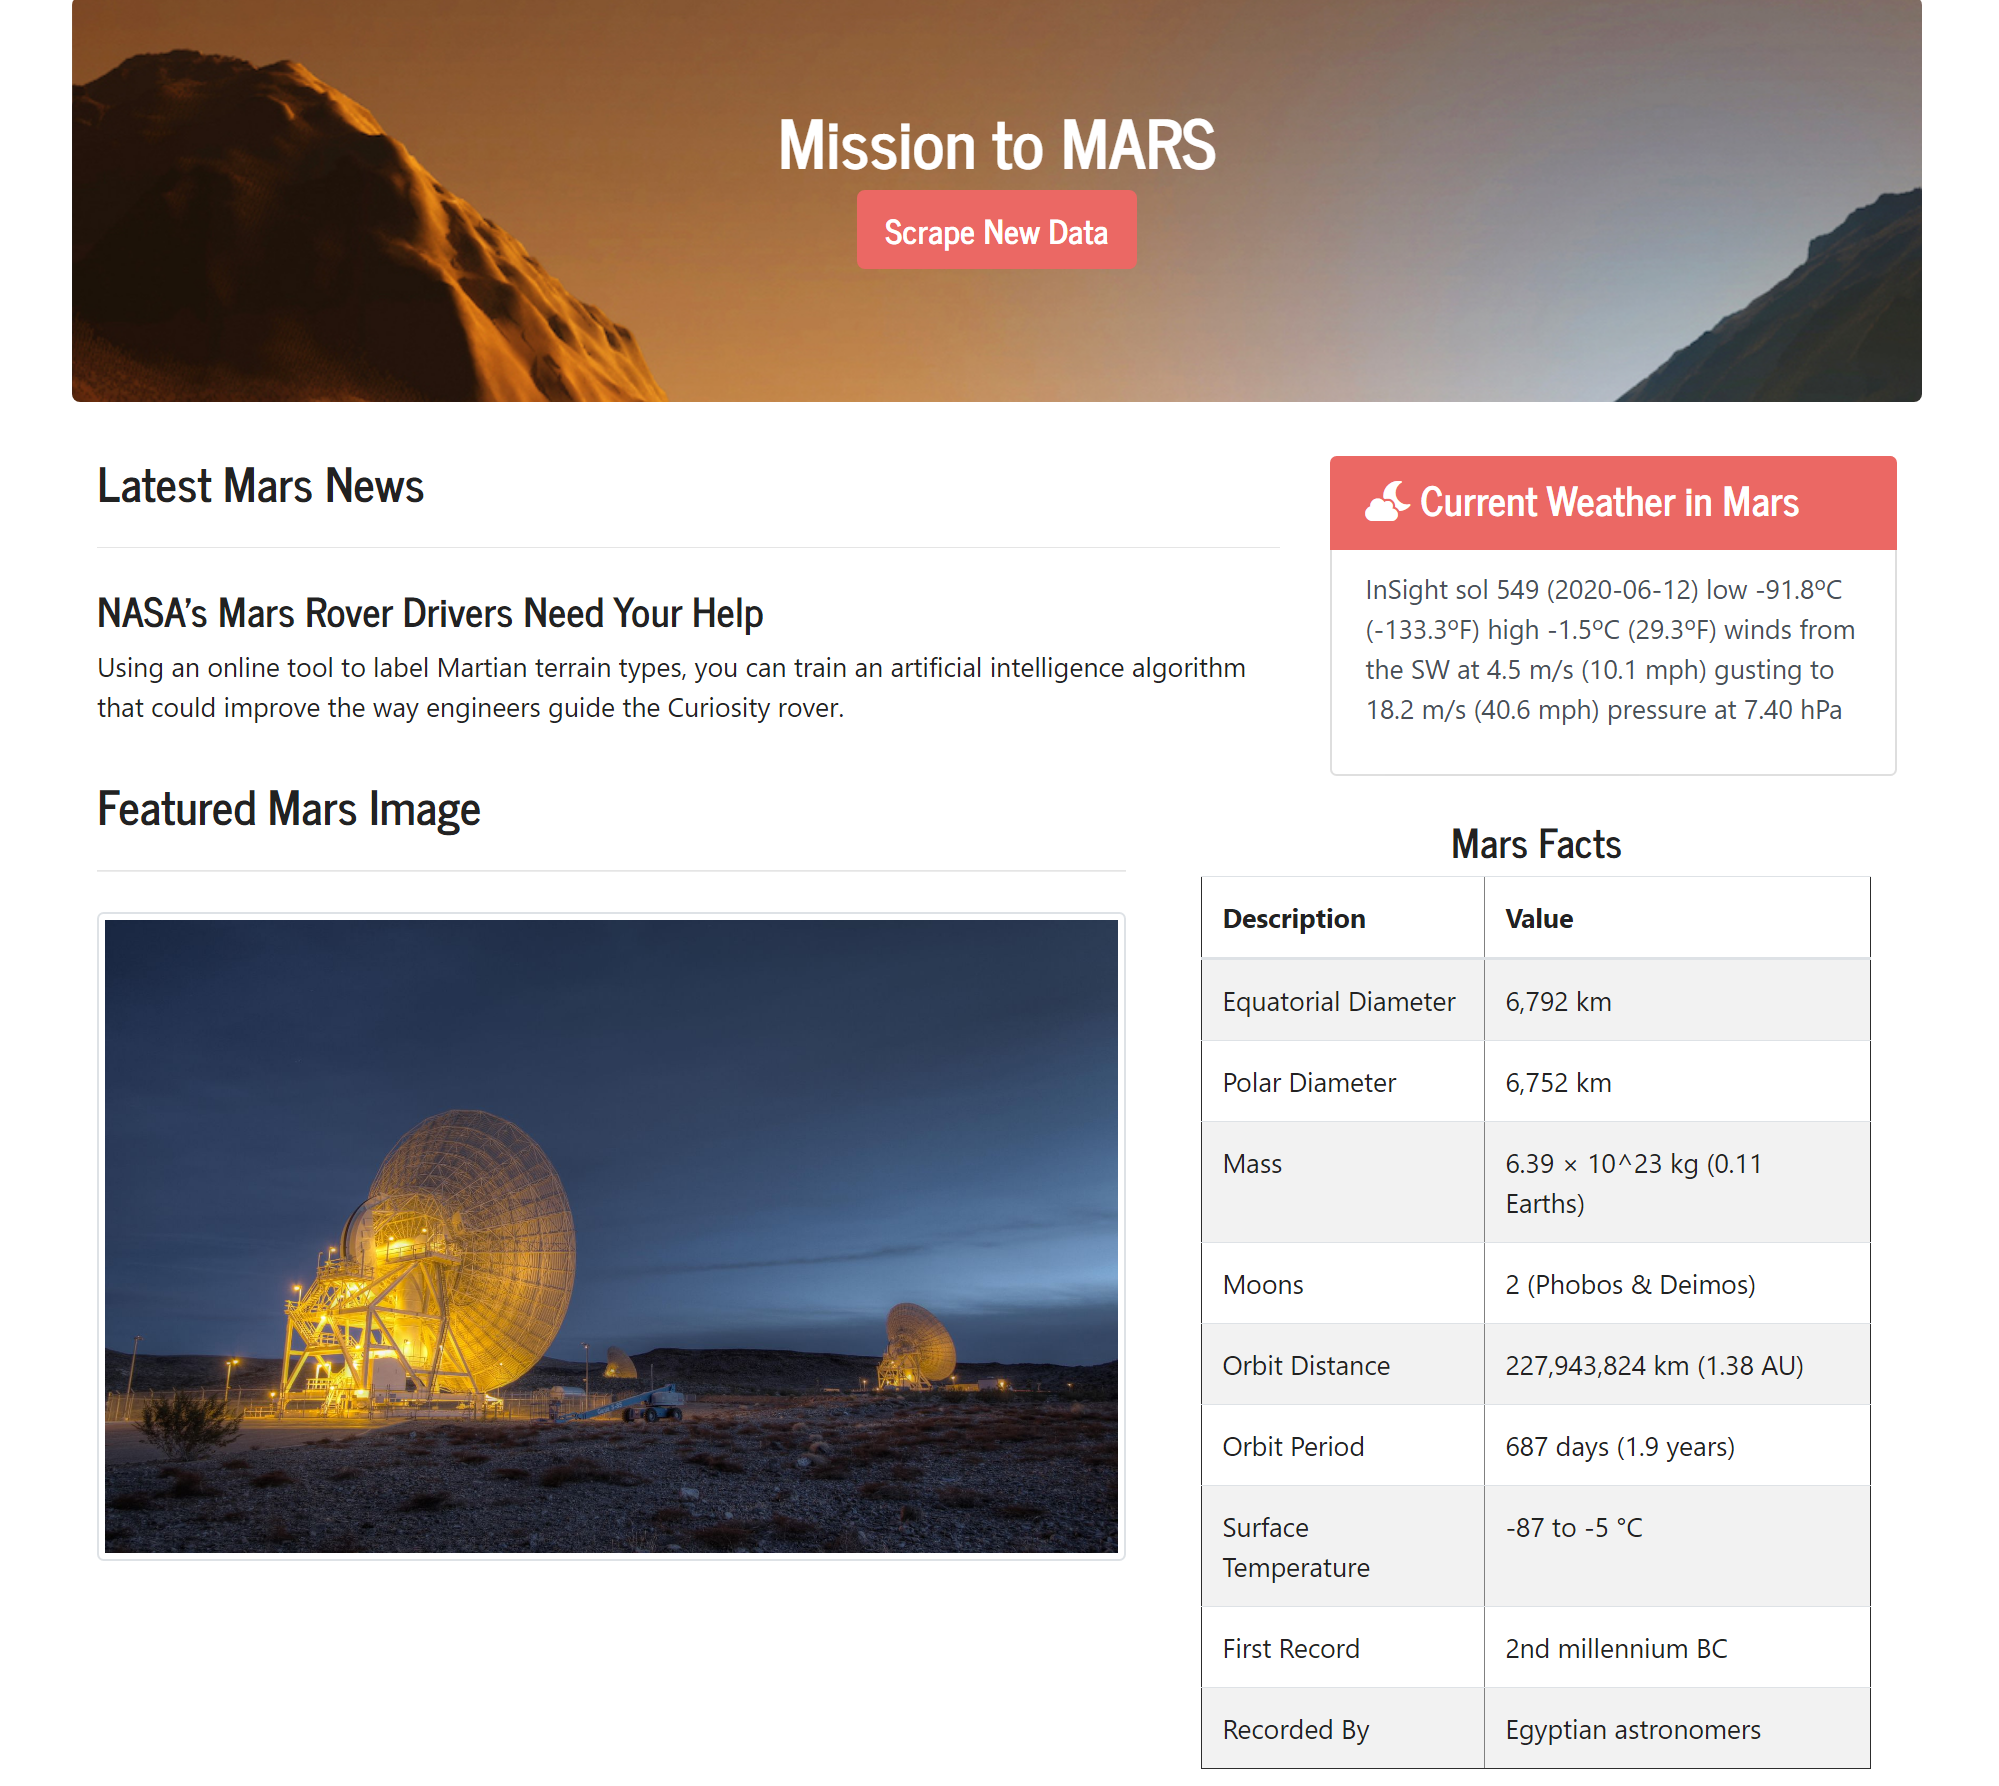 Mission to MARS
Scrape New Data
Latest Mars News
NASA's Mars Rover Drivers Need Your Help
Using an online tool to label Martian terrain types, you can train an artificial intelligence algorithm
that could improve the way engineers guide the Curiosity rover.
Current Weather in Mars
InSight sol 549 (2020-06-12) low -91.8ºC
(-133.3ºF) high -1.5ºC (29.3ºF) winds from
the SW at 4.5 m/s (10.1 mph) gusting to
18.2 m/s (40.6 mph) pressure at 7.40 hPa
Featured Mars Image
Mars Facts
Description Value
Equatorial Diameter 6,792 km
Polar Diameter 6,752 km
Mass 6.39 × 10^23 kg (0.11
Earths)
Moons 2 (Phobos & Deimos)
Orbit Distance 227,943,824 km (1.38 AU)
Orbit Period 687 days (1.9 years)
Surface -87 to -5 °C
Temperature
First Record 2nd millennium BC
Recorded By Egyptian astronomers